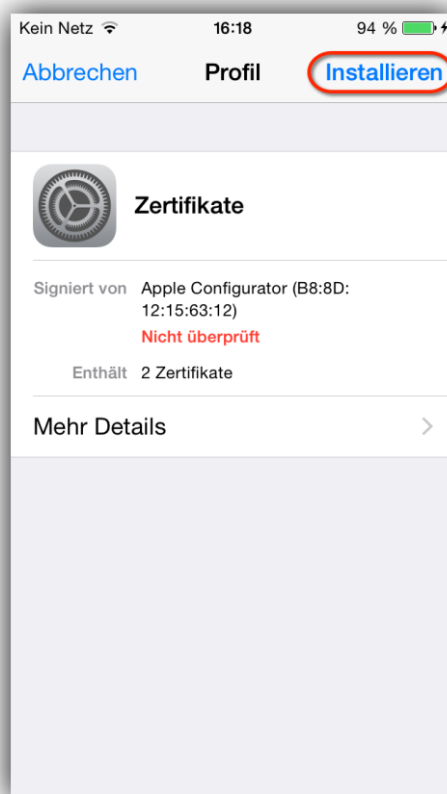 Kein Netz 16:18 94 %
Abbrechen Profil Installieren
Zertifikate
Signiert von Apple Configurator (B8:8D:
12:15:63:12)
Nicht überprüft
Enthält 2 Zertifikate
Mehr Details